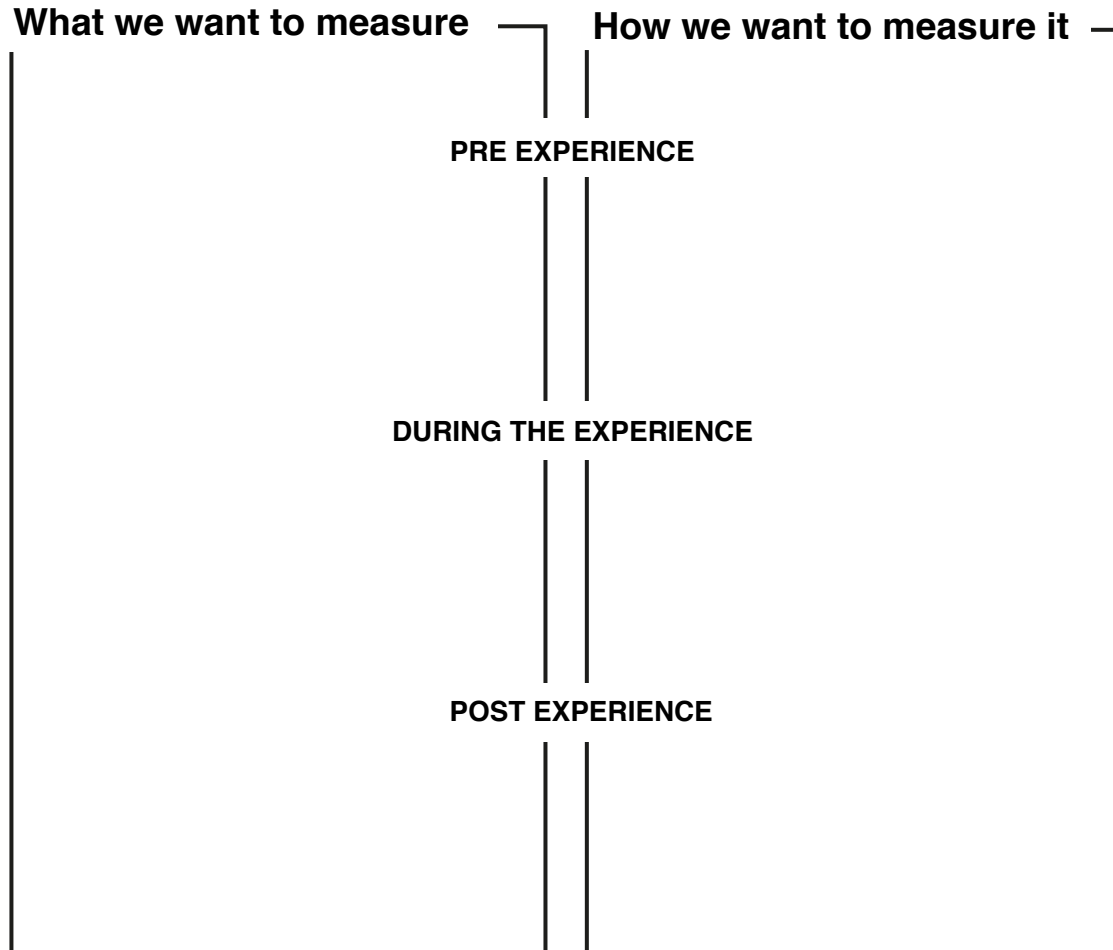 What we want to measure
How we want to measure it
PRE EXPERIENCE
DURING THE EXPERIENCE
POST EXPERIENCE